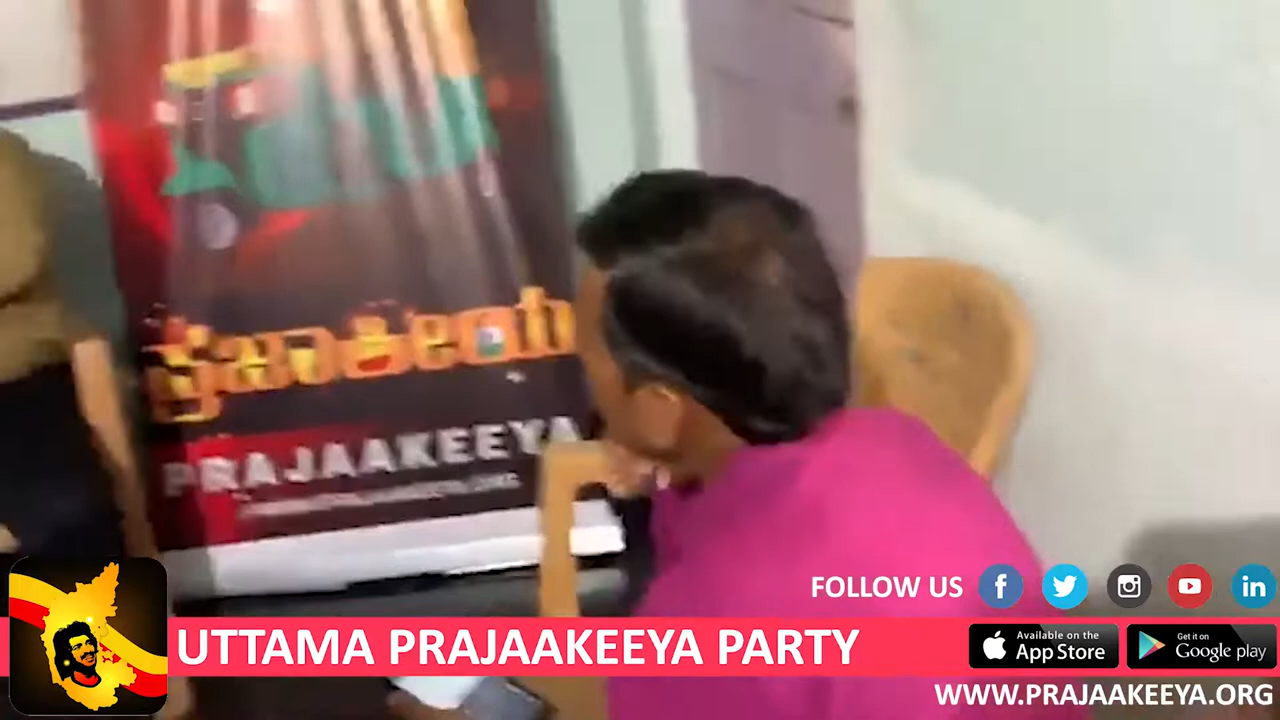 PRAJAAKEEYA
FOLLOW US
UTTAMA PRAJAAKEEYA PARTY
Available on the
App Store
Get it on
Google play
WWW.PRAJAAKEEYA.ORG